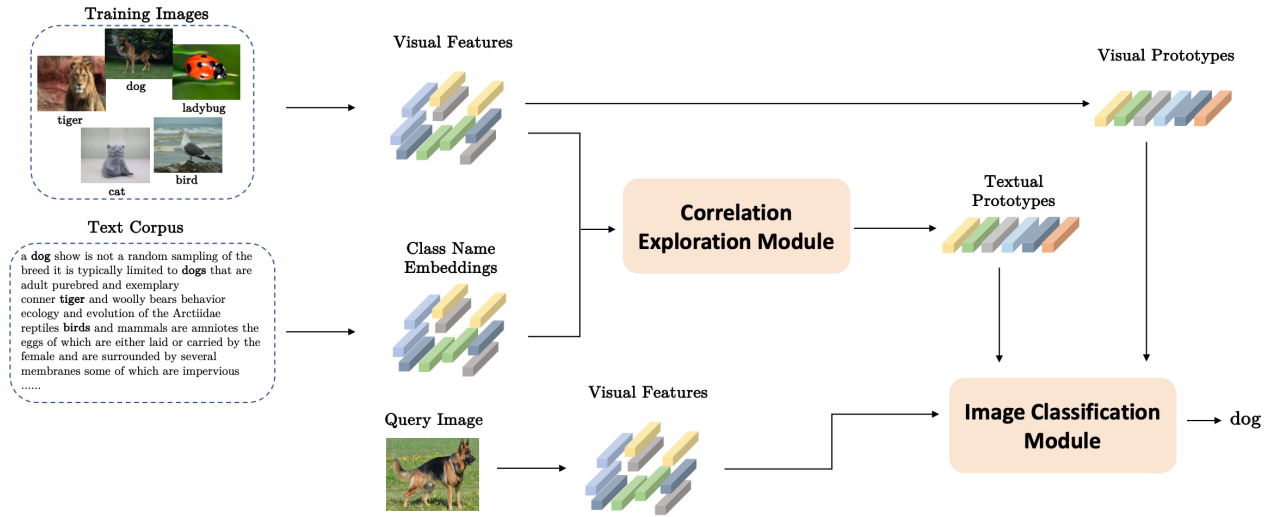 Training Images
dog
ladybug
tiger
bird
cat
Text Corpus
a dog show is not a random sampling of the
breed it is typically limited to dogs that are
adult purebred and exemplary
conner tiger and woolly bears behavior
ecology and evolution of the Arctiidae
reptiles birds and mammals are amniotes the
eggs of which are either laid or carried by the
female and are surrounded by several
membranes some of which are impervious
......
Visual Features
Class Name
Embeddings
Query Image
Visual Features
Correlation
Exploration Module
Textual
Prototypes
Visual Prototypes
Image Classification
Module
dog